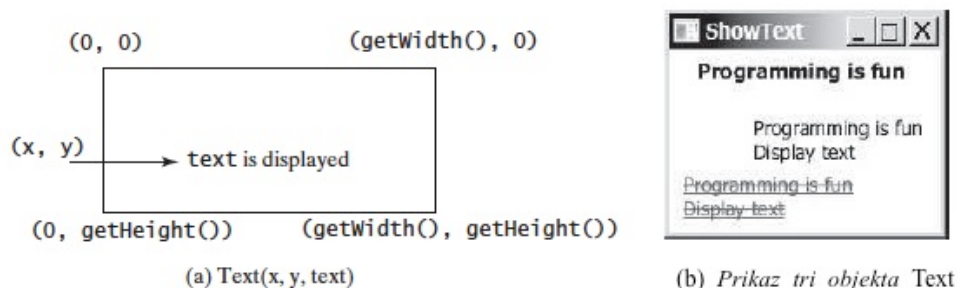 (0, 0)
(getWidth(), 0)
(x, y)
text is displayed
(0, getHeight())
(getWidth(), getHeight())
(a) Text(x, y, text)
ShowText
Programming is fun
Programming is fun
Display text
Programming is fun
Display text
(b) Prikaz tri objekta Text